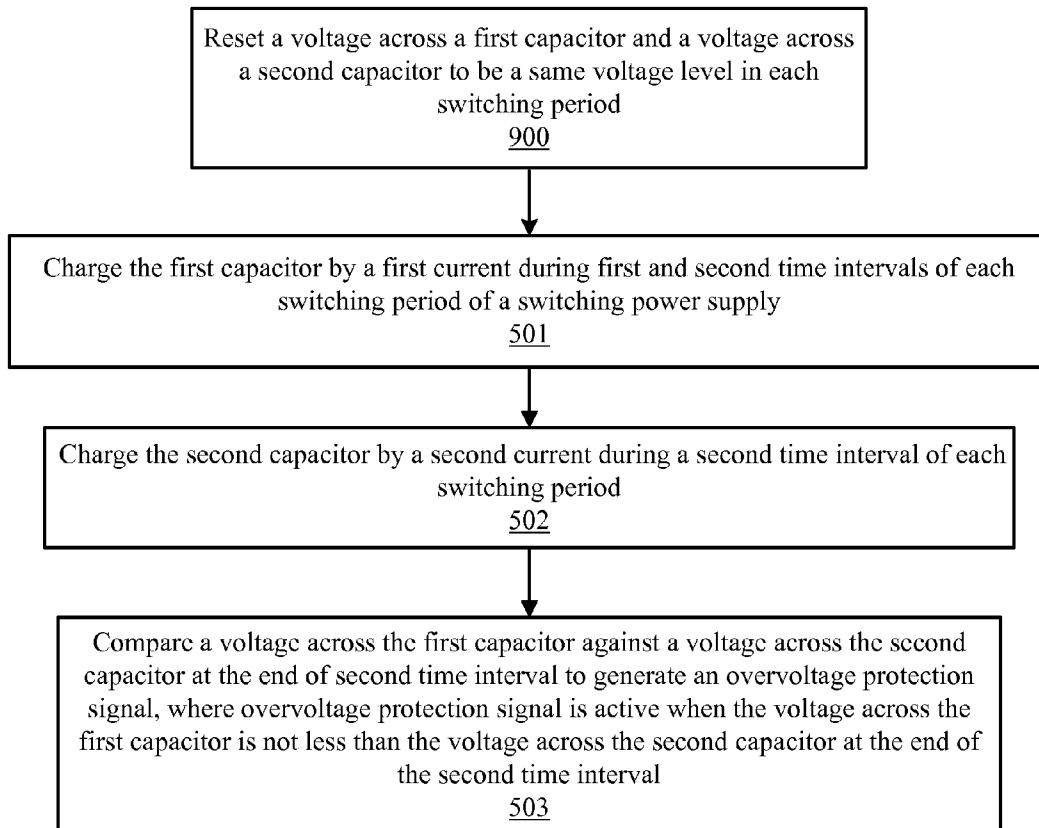 Reset a voltage across a first capacitor and a voltage across
a second capacitor to be a same voltage level in each
switching period
900
Charge the first capacitor by a first current during first and second time intervals of each
switching period of a switching power supply
501
Charge the second capacitor by a second current during a second time interval of each
switching period
502
Compare a voltage across the first capacitor against a voltage across the second
capacitor at the end of second time interval to generate an overvoltage protection
signal, where overvoltage protection signal is active when the voltage across the
first capacitor is not less than the voltage across the second capacitor at the end of
the second time interval
503